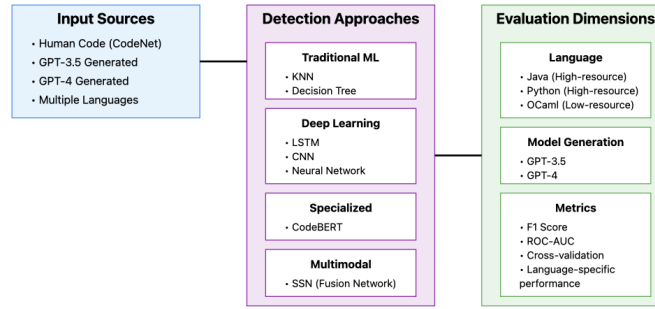 Input Sources
• Human Code (CodeNet)
• GPT-3.5 Generated
• GPT-4 Generated
• Multiple Languages
Detection Approaches
Traditional ML
• KNN
• Decision Tree
Deep Learning
• LSTM
• CNN
• Neural Network
Specialized
• CodeBERT
Multimodal
• SSN (Fusion Network)
Evaluation Dimensions
Language
• Java (High-resource)
• Python (High-resource)
• OCaml (Low-resource)
Model Generation
• GPT-3.5
• GPT-4
Metrics
• F1 Score
• ROC-AUC
• Cross-validation
• Language-specific
performance